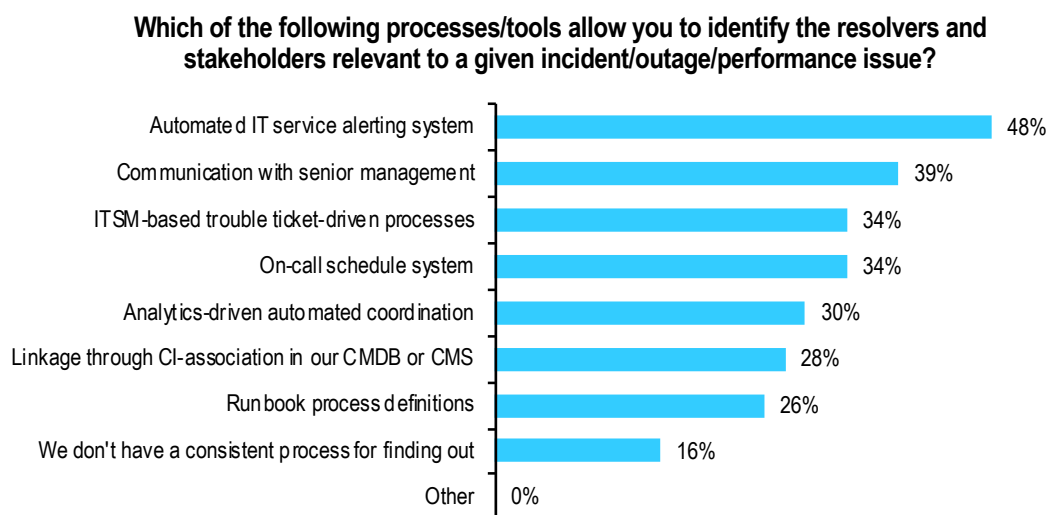 Which of the following processes/tools allow you to identify the resolvers and
stakeholders relevant to a given incident/outage/performance issue?
Automated IT service alerting system 48%
Communication with senior management 39%
ITSM-based trouble ticket-driven processes 34%
On-call schedule system 34%
Analytics-driven automated coordination 30%
Linkage through CI-association in our CMDB or CMS 28%
Runbook process definitions 26%
We don't have a consistent process for finding out 16%
Other 0%